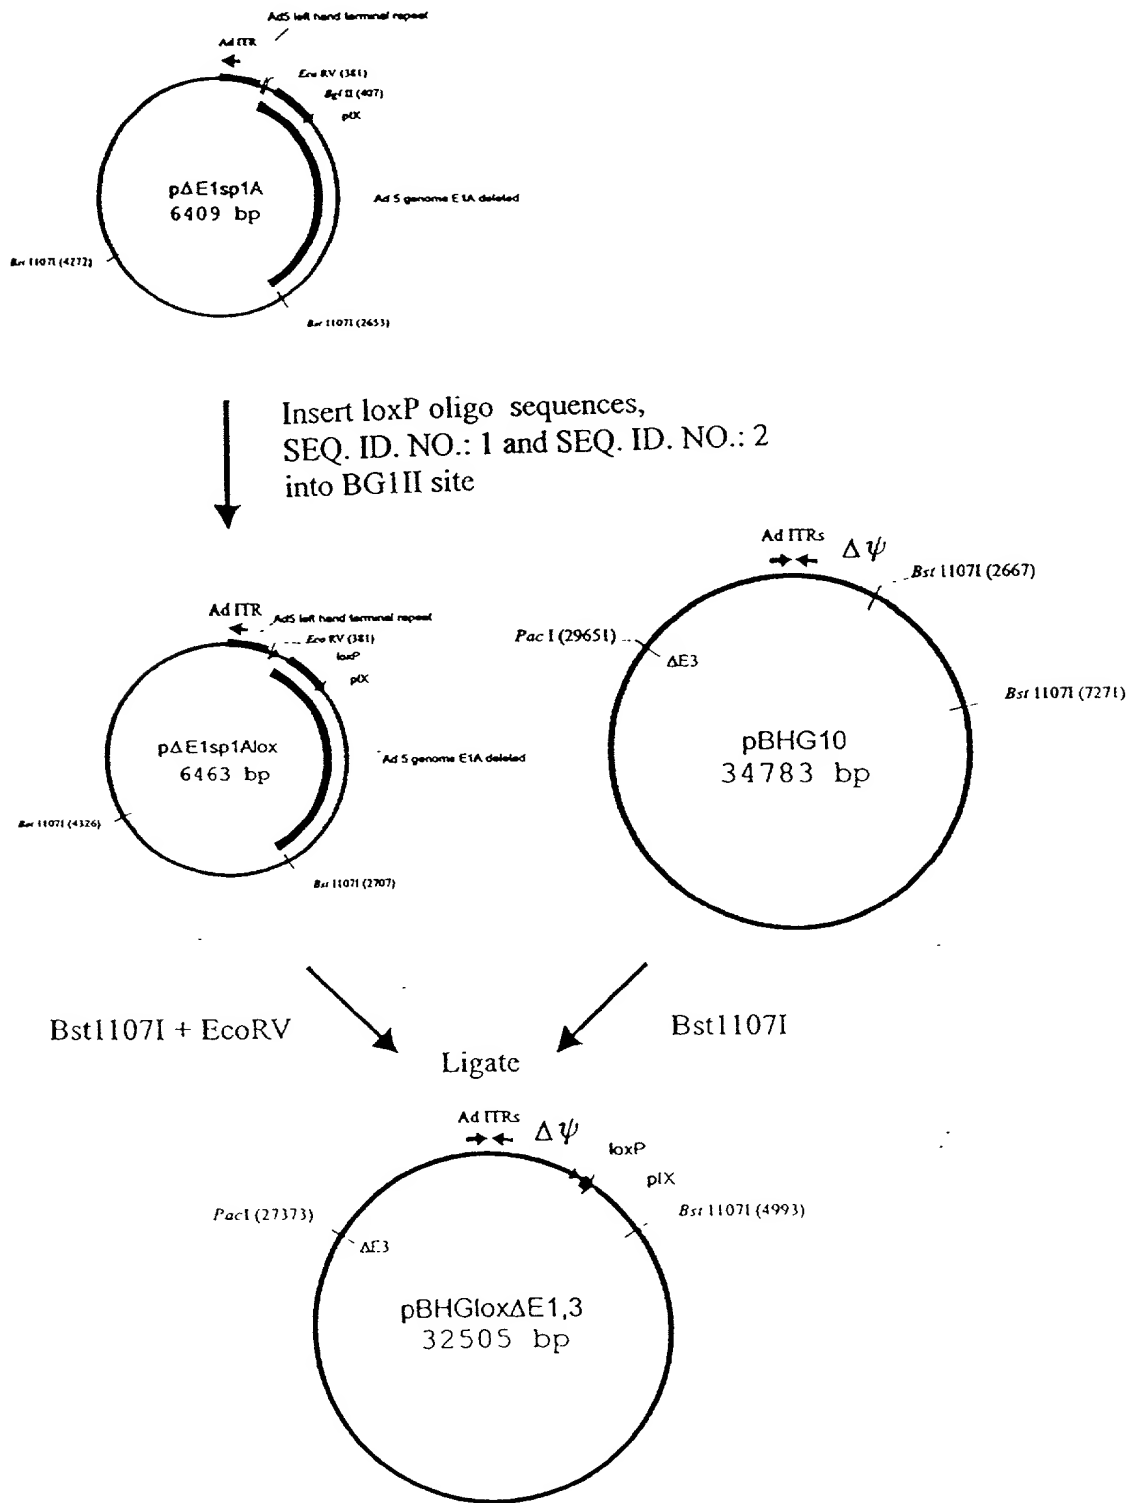 Ad5 left hand terminal repeat
Ad ITR
Eco RV (381)
Bgl II (407)
pIX
pΔE1sp1A
6409 bp
Ad 5 genome E1A deleted
Bst 1107I (4272)
Bst 1107I (2653)
Insert loxP oligo sequences,
SEQ. ID. NO.: 1 and SEQ. ID. NO.: 2
into BG1II site
Ad ITRs
Δψ
Bst 1107I (2667)
Ad ITR
Ad5 left hand terminal repeat
Eco RV (381)
loxP
pIX
Pac I (29651)
ΔE3
Bst 1107I (7271)
pΔE1sp1Alox
6463 bp
Ad 5 genome E1A deleted
pBHG10
34783 bp
Bst 1107I (4326)
Bst 1107I (2707)
Bst1107I + EcoRV
Bst1107I
Ligate
Ad ITRs
Δψ
loxP
pIX
PacI (27373)
Bst 1107I (4993)
ΔE3
pBHGloxΔE1,3
32505 bp